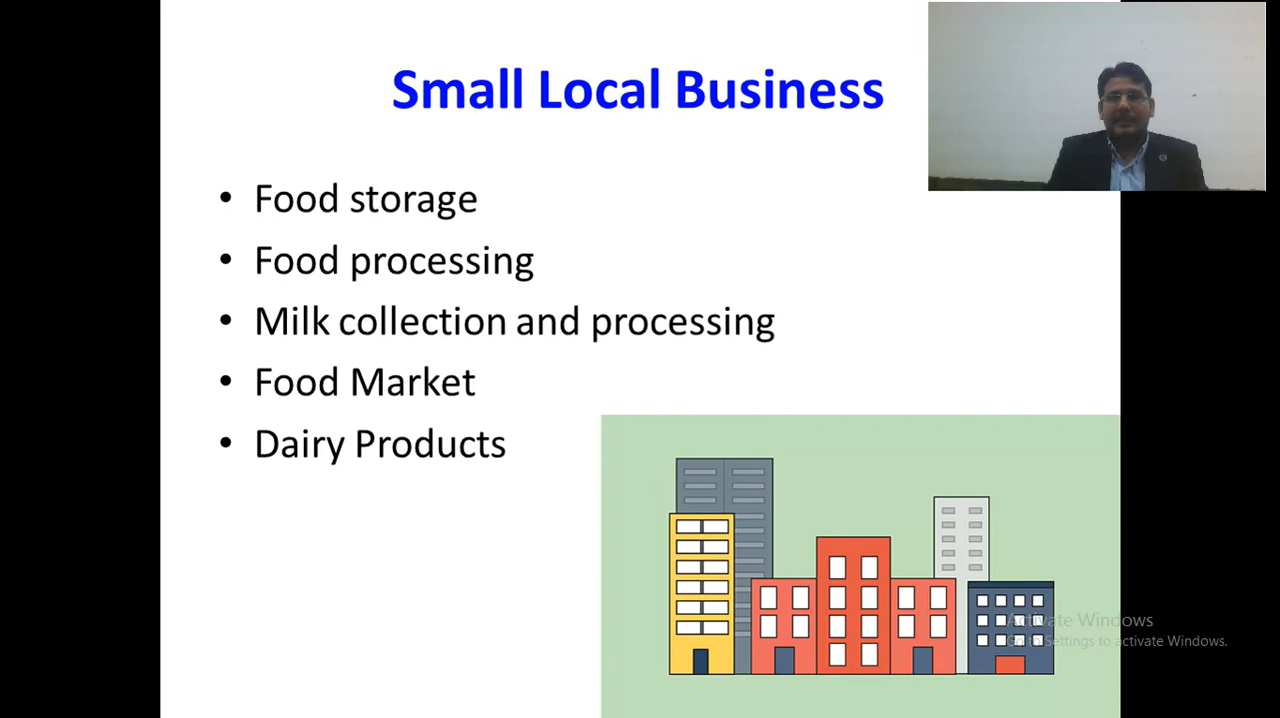 Small Local Business
• Food storage
• Food processing
• Milk collection and processing
• Food Market
• Dairy Products
Activate Windows
Go to Settings to activate Windows.